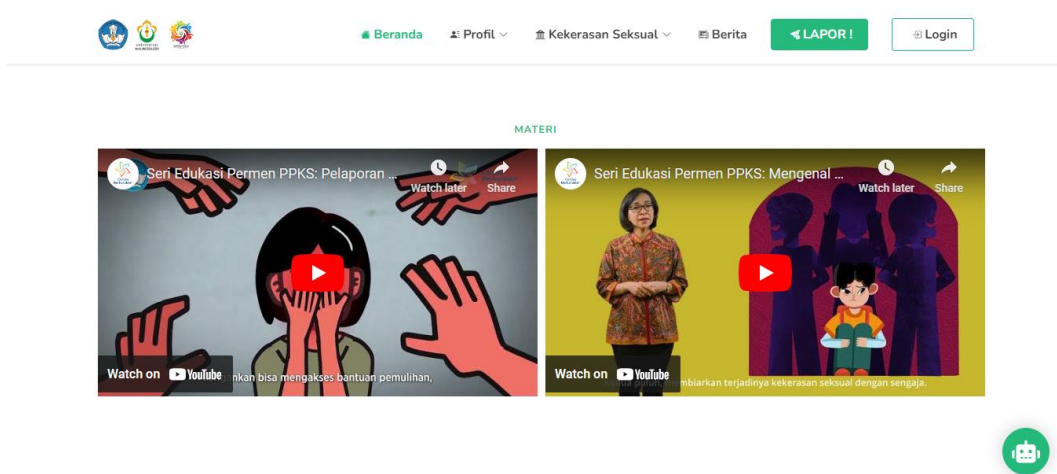 Beranda
Profil
Kekerasan Seksual
Berita
LAPOR !
Login
MATERI
Seri Edukasi Permen PPKS: Pelaporan ...
Watch later
Share
Watch on YouTube
nkan bisa mengakses bantuan pemulihan,
Seri Edukasi Permen PPKS: Mengenal ...
Watch later
Share
Watch on YouTube
mbiarkan terjadinya kekerasan seksual dengan sengaja.